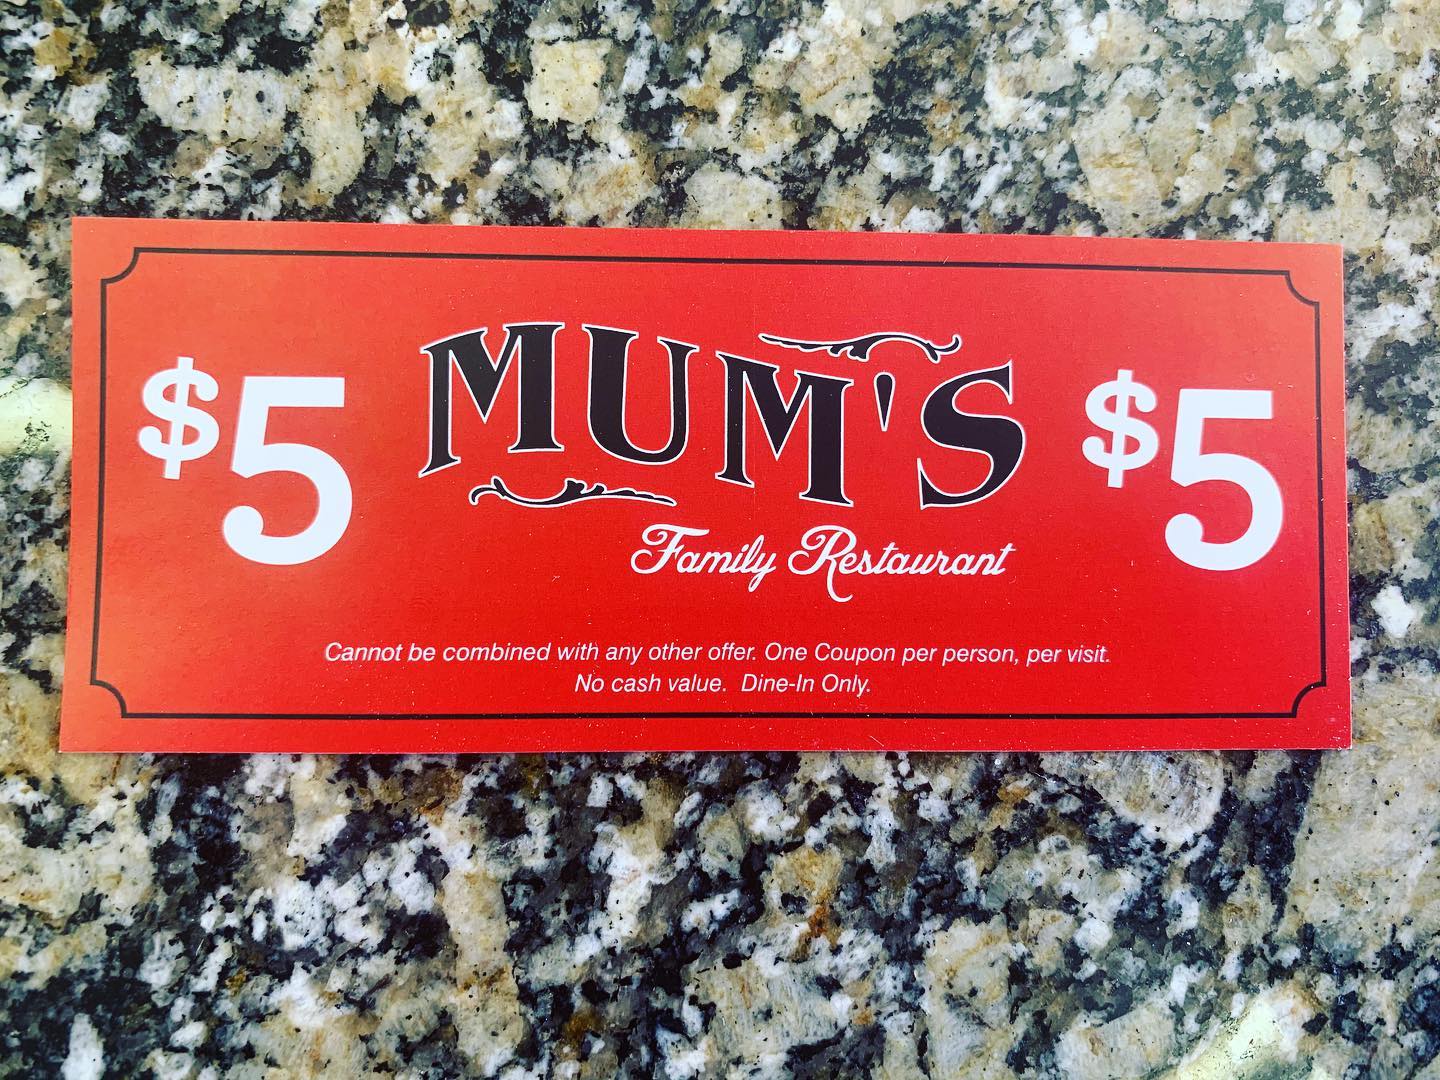 $5 MUM'S $5
Family Restaurant
Cannot be combined with any other offer. One Coupon per person, per visit.
No cash value. Dine-In Only.